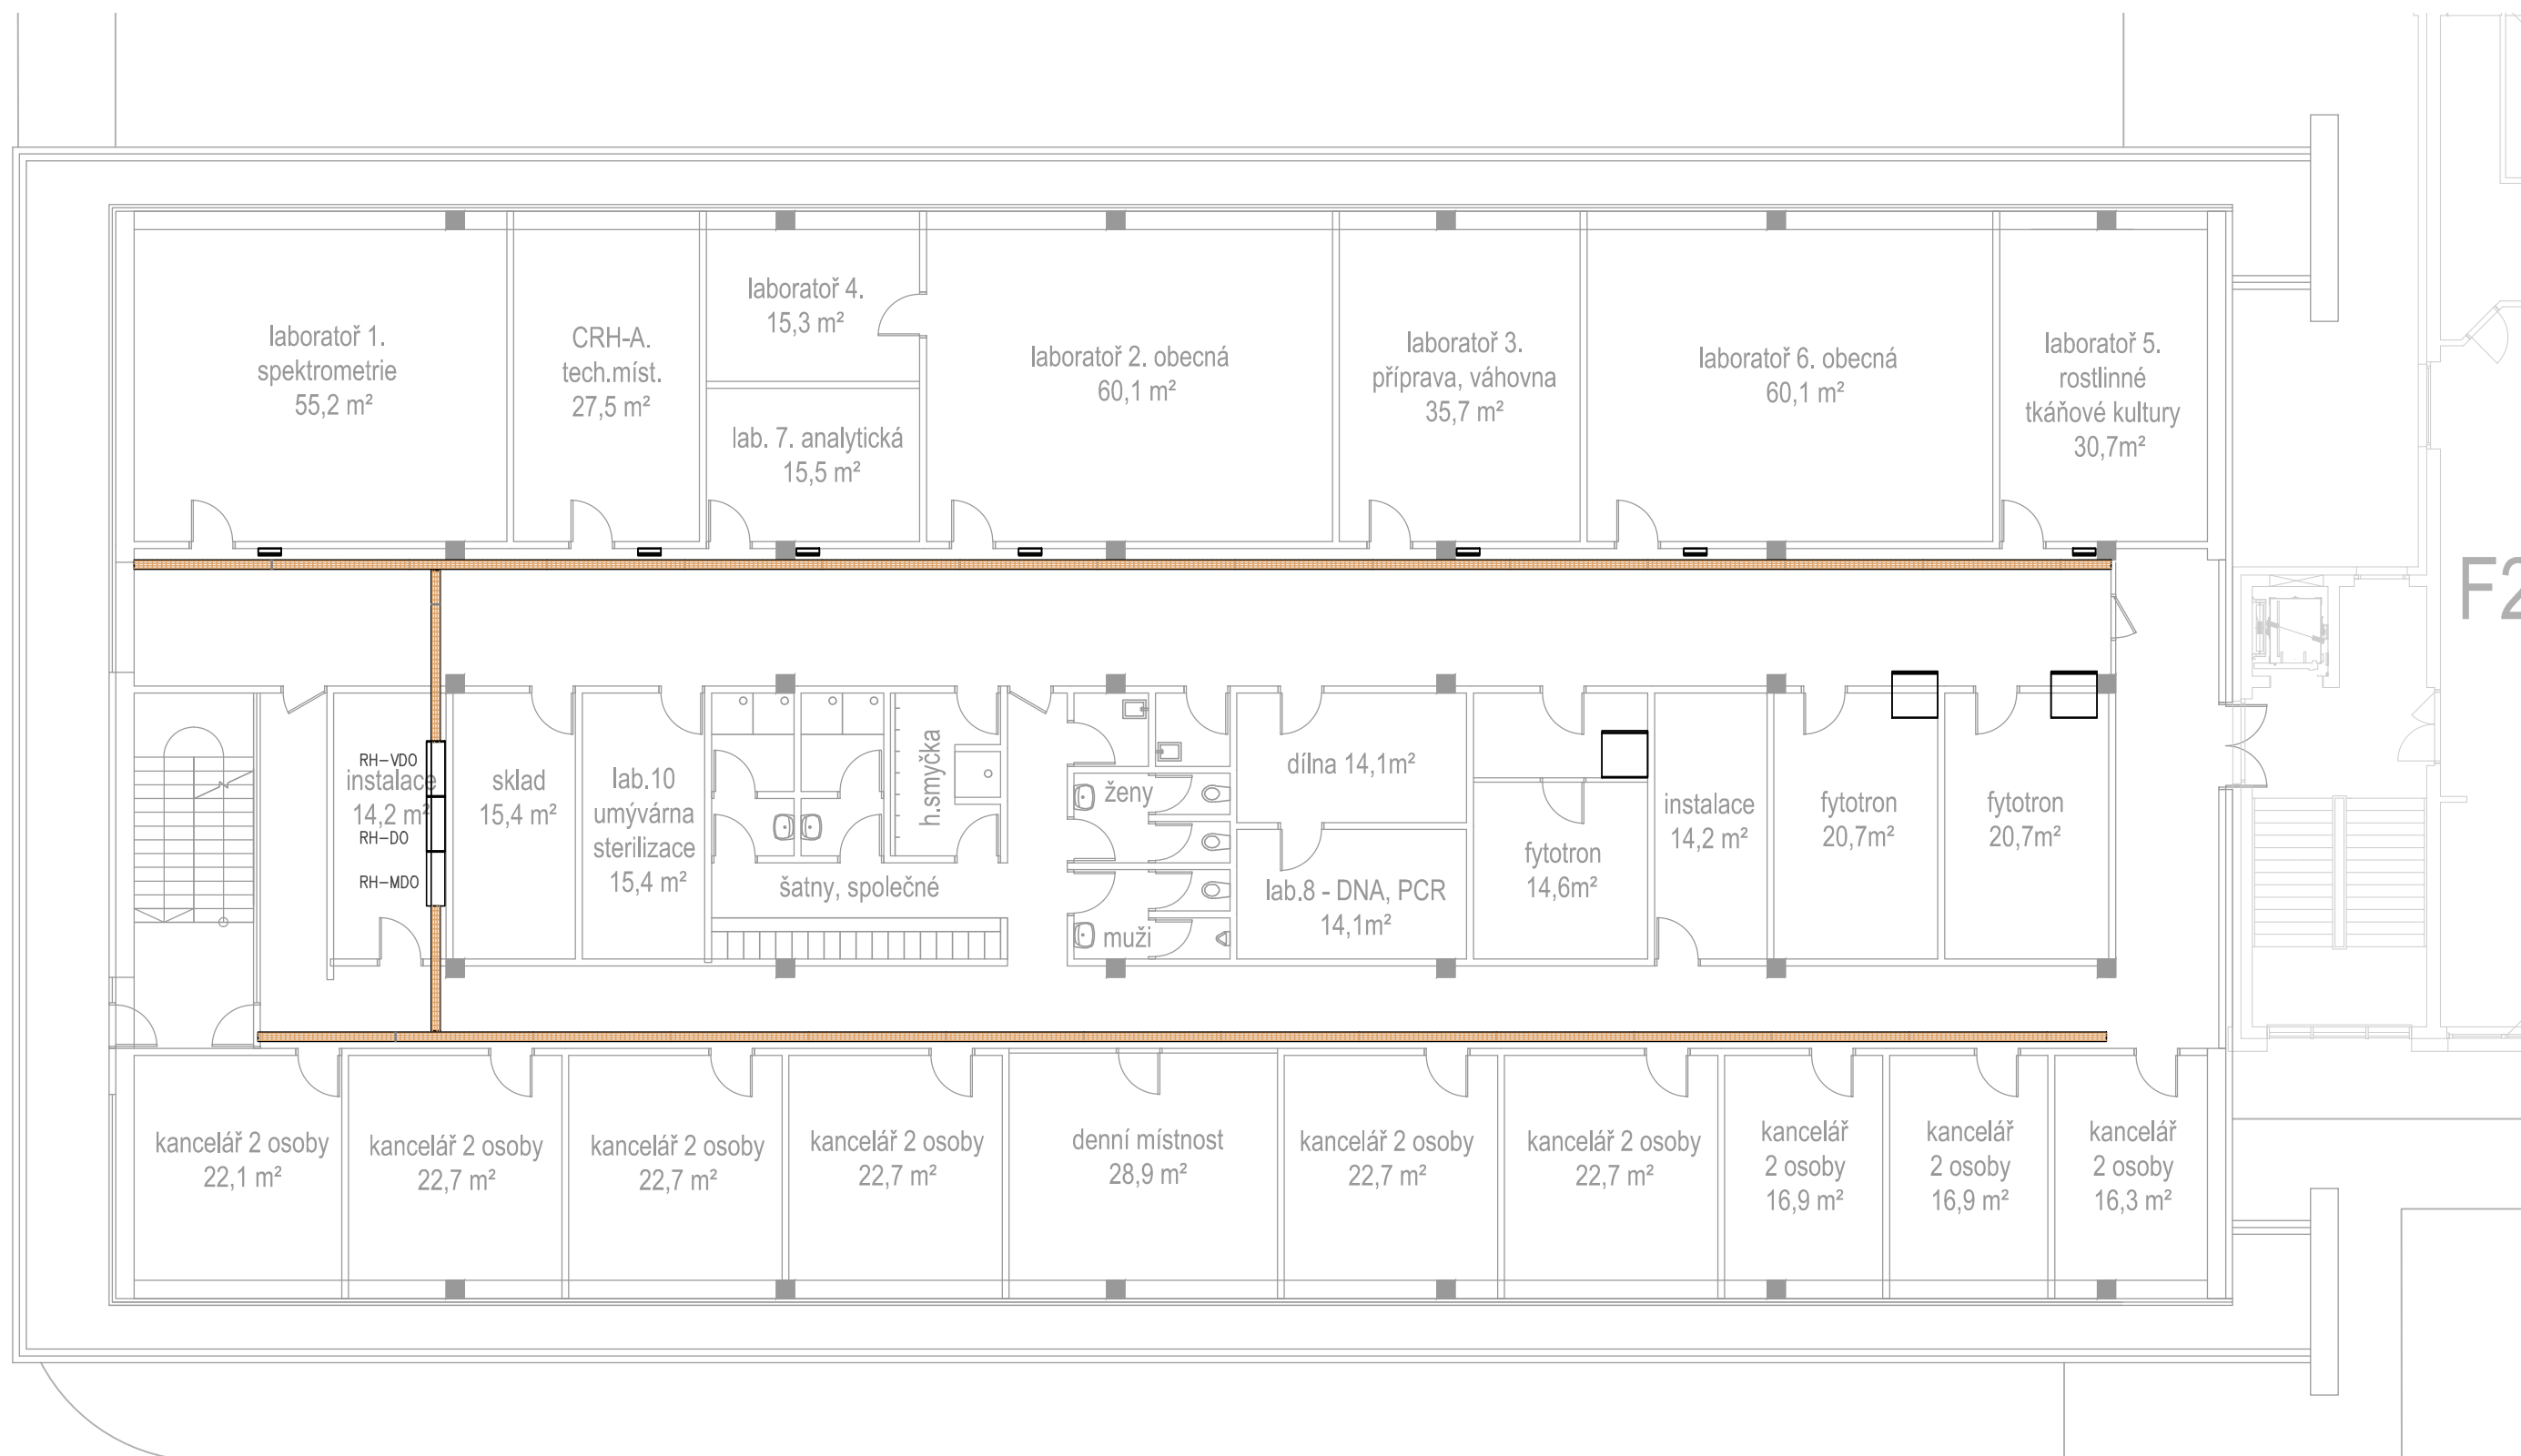 laboratoř 1.
spektrometrie
55,2 m²
CRH-A.
tech.míst.
27,5 m²
laboratoř 4.
15,3 m²
lab. 7. analytická
15,5 m²
laboratoř 2. obecná
60,1 m²
laboratoř 3.
příprava, váhovna
35,7 m²
laboratoř 6. obecná
60,1 m²
laboratoř 5.
rostlinné
tkáňové kultury
30,7m²
F2
RH-VDO
instalace
14,2 m²
RH-DO
RH-MDO
sklad
15,4 m²
lab.10
umývárna
sterilizace
15,4 m²
šatny, společné
h.smyčka
ženy
muži
dílna 14,1m²
lab.8 - DNA, PCR
14,1m²
fytotron
14,6m²
instalace
14,2 m²
fytotron
20,7m²
fytotron
20,7m²
kancelář 2 osoby
22,1 m²
kancelář 2 osoby
22,7 m²
kancelář 2 osoby
22,7 m²
kancelář 2 osoby
22,7 m²
denní místnost
28,9 m²
kancelář 2 osoby
22,7 m²
kancelář 2 osoby
22,7 m²
kancelář
2 osoby
16,9 m²
kancelář
2 osoby
16,9 m²
kancelář
2 osoby
16,3 m²